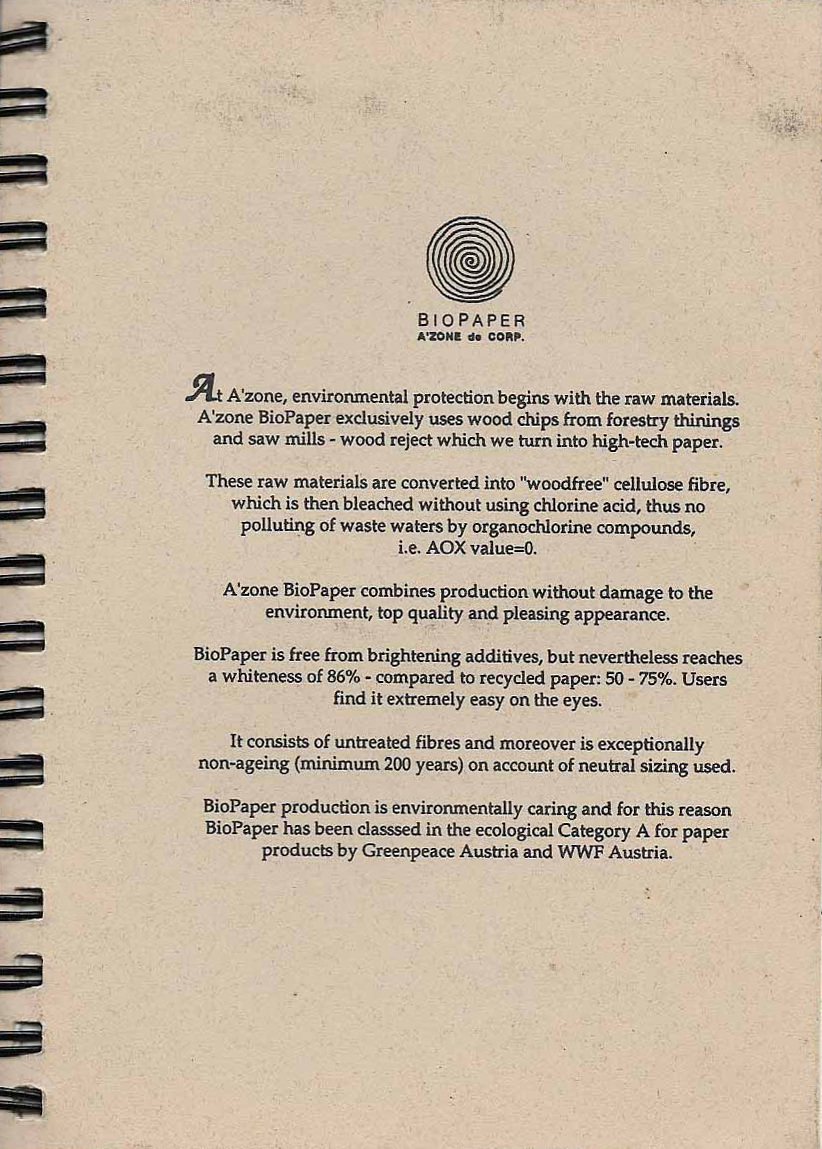 BIOPAPER
A'ZONE de CORP.
At A'zone, environmental protection begins with the raw materials.
A'zone BioPaper exclusively uses wood chips from forestry thinings
and saw mills - wood reject which we turn into high-tech paper.
These raw materials are converted into "woodfree" cellulose fibre,
which is then bleached without using chlorine acid, thus no
polluting of waste waters by organochlorine compounds,
i.e. AOX value=0.
A'zone BioPaper combines production without damage to the
environment, top quality and pleasing appearance.
BioPaper is free from brightening additives, but nevertheless reaches
a whiteness of 86% - compared to recycled paper: 50 - 75%. Users
find it extremely easy on the eyes.
It consists of untreated fibres and moreover is exceptionally
non-ageing (minimum 200 years) on account of neutral sizing used.
BioPaper production is environmentally caring and for this reason
BioPaper has been classsed in the ecological Category A for paper
products by Greenpeace Austria and WWF Austria.